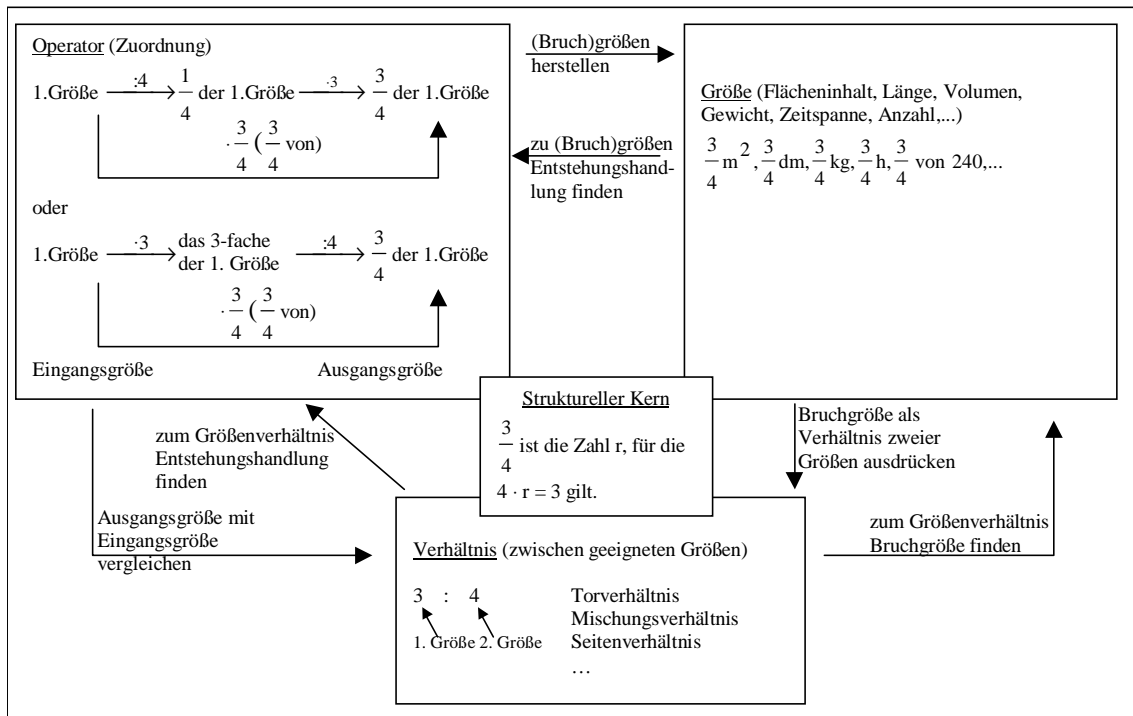 Operator (Zuordnung)
1.Größe :4 1/4 der 1.Größe ·3 3/4 der 1.Größe
· 3/4 ( 3/4 von)
oder
1.Größe ·3 das 3-fache der 1. Größe :4 3/4 der 1.Größe
· 3/4 ( 3/4 von)
Eingangsgröße Ausgangsgröße
(Bruch)größen
herstellen
zu (Bruch)größen
Entstehungshand-
lung finden
Größe (Flächeninhalt, Länge, Volumen,
Gewicht, Zeitspanne, Anzahl,...)
3/4 m², 3/4 dm, 3/4 kg, 3/4 h, 3/4 von 240,...
Struktureller Kern
3/4 ist die Zahl r, für die
4 · r = 3 gilt.
zum Größenverhältnis
Entstehungshandlung
finden
Ausgangsgröße mit
Eingangsgröße
vergleichen
Bruchgröße als
Verhältnis zweier
Größen ausdrücken
zum Größenverhältnis
Bruchgröße finden
Verhältnis (zwischen geeigneten Größen)
3 : 4 Torverhältnis
Mischungsverhältnis
1. Größe 2. Größe Seitenverhältnis
…